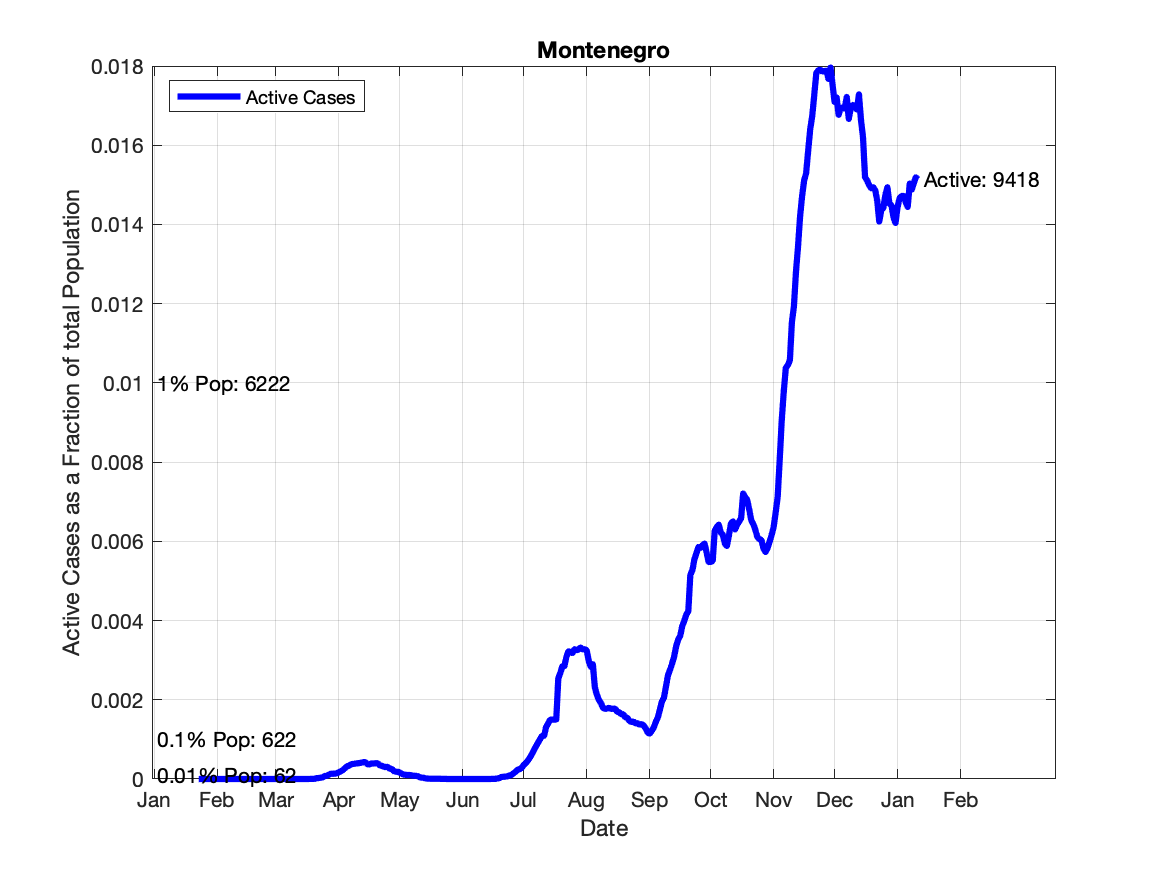 Montenegro
Active Cases
0.018
0.016
0.014
0.012
0.01
0.008
0.006
0.004
0.002
0
Active Cases as a Fraction of total Population
Active: 9418
1% Pop: 6222
0.1% Pop: 622
0.01% Pop: 62
Jan Feb Mar Apr May Jun Jul Aug Sep Oct Nov Dec Jan Feb
Date